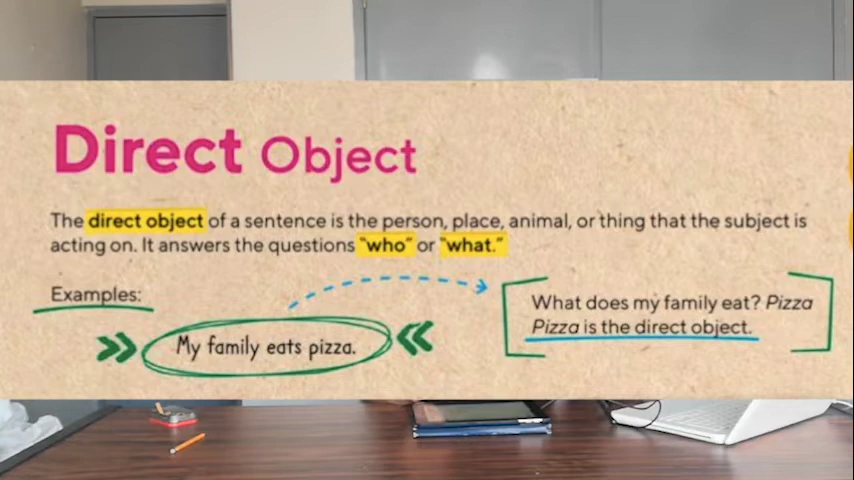 Direct Object
The direct object of a sentence is the person, place, animal, or thing that the subject is
acting on. It answers the questions "who" or "what."
Examples:
My family eats pizza.
What does my family eat? Pizza
Pizza is the direct object.